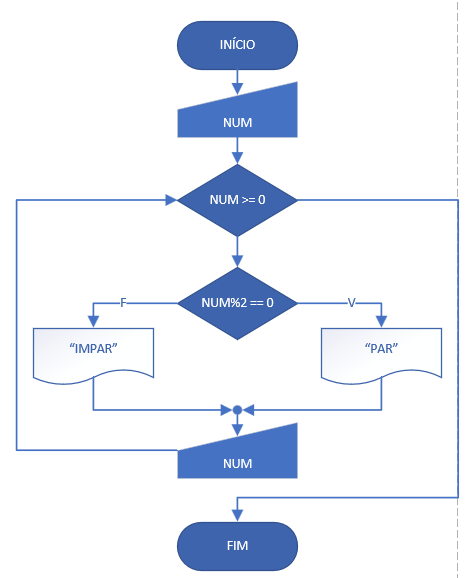 INÍCIO
NUM
NUM >= 0
NUM%2 == 0
F
V
“IMPAR”
“PAR”
NUM
FIM